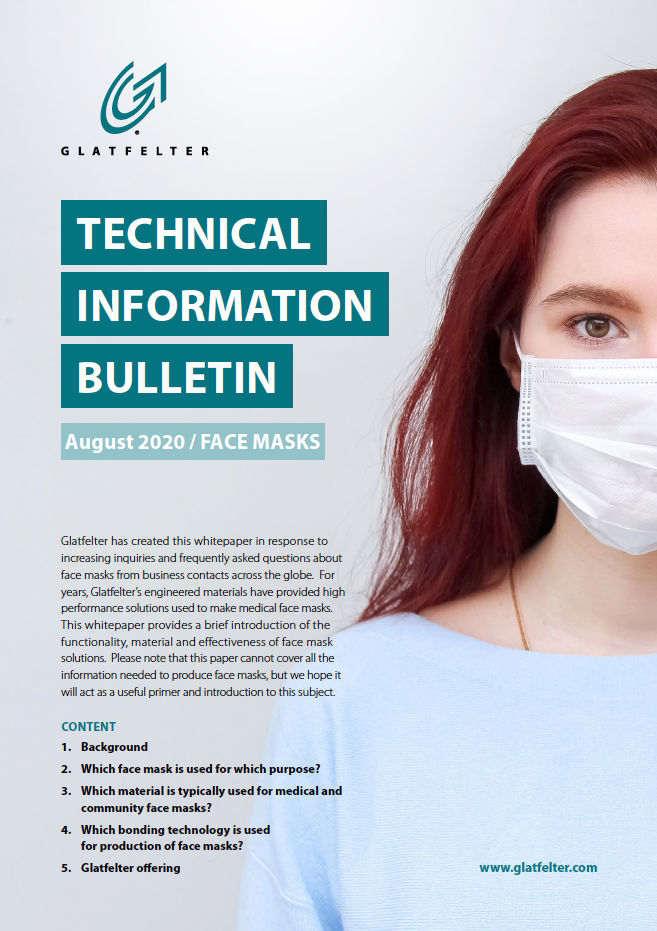 GLATFELTER
TECHNICAL
INFORMATION
BULLETIN
August 2020 / FACE MASKS
Glatfelter has created this whitepaper in response to
increasing inquiries and frequently asked questions about
face masks from business contacts across the globe.  For
years, Glatfelter's engineered materials have provided high
performance solutions used to make medical face masks.
This whitepaper provides a brief introduction of the
functionality, material and effectiveness of face mask
solutions.  Please note that this paper cannot cover all the
information needed to produce face masks, but we hope it
will act as a useful primer and introduction to this subject.
CONTENT
1. Background
2. Which face mask is used for which purpose?
3. Which material is typically used for medical and
community face masks?
4. Which bonding technology is used
for production of face masks?
5. Glatfelter offering
www.glatfelter.com